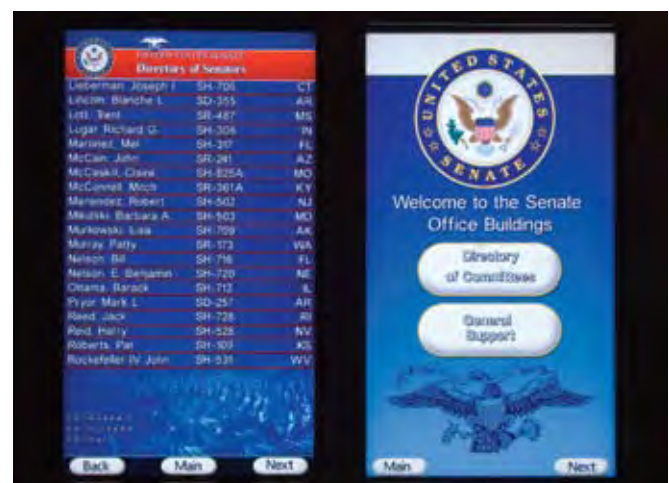 UNITED STATES SENATE
Directory of Senators
Lieberman, Joseph I. SH-706 CT
Lincoln, Blanche L. SD-355 AR
Lott, Trent SR-487 MS
Lugar, Richard G. SH-306 IN
Martinez, Mel SH-317 FL
McCain, John SR-241 AZ
McCaskill, Claire SH-825A MO
McConnell, Mitch SR-361A KY
Menendez, Robert SH-502 NJ
Mikulski, Barbara A. SH-503 MD
Murkowski, Lisa SH-709 AK
Murray, Patty SR-173 WA
Nelson, Bill SH-716 FL
Nelson, E. Benjamin SH-720 NE
Obama, Barack SH-713 IL
Pryor, Mark L. SD-257 AR
Reed, Jack SH-728 RI
Reid, Harry SH-528 NV
Roberts, Pat SH-109 KS
Rockefeller IV, John SH-531 WV
Back Main Next
UNITED STATES
SENATE
Welcome to the Senate
Office Buildings
Directory
of Committees
General
Support
Main Next